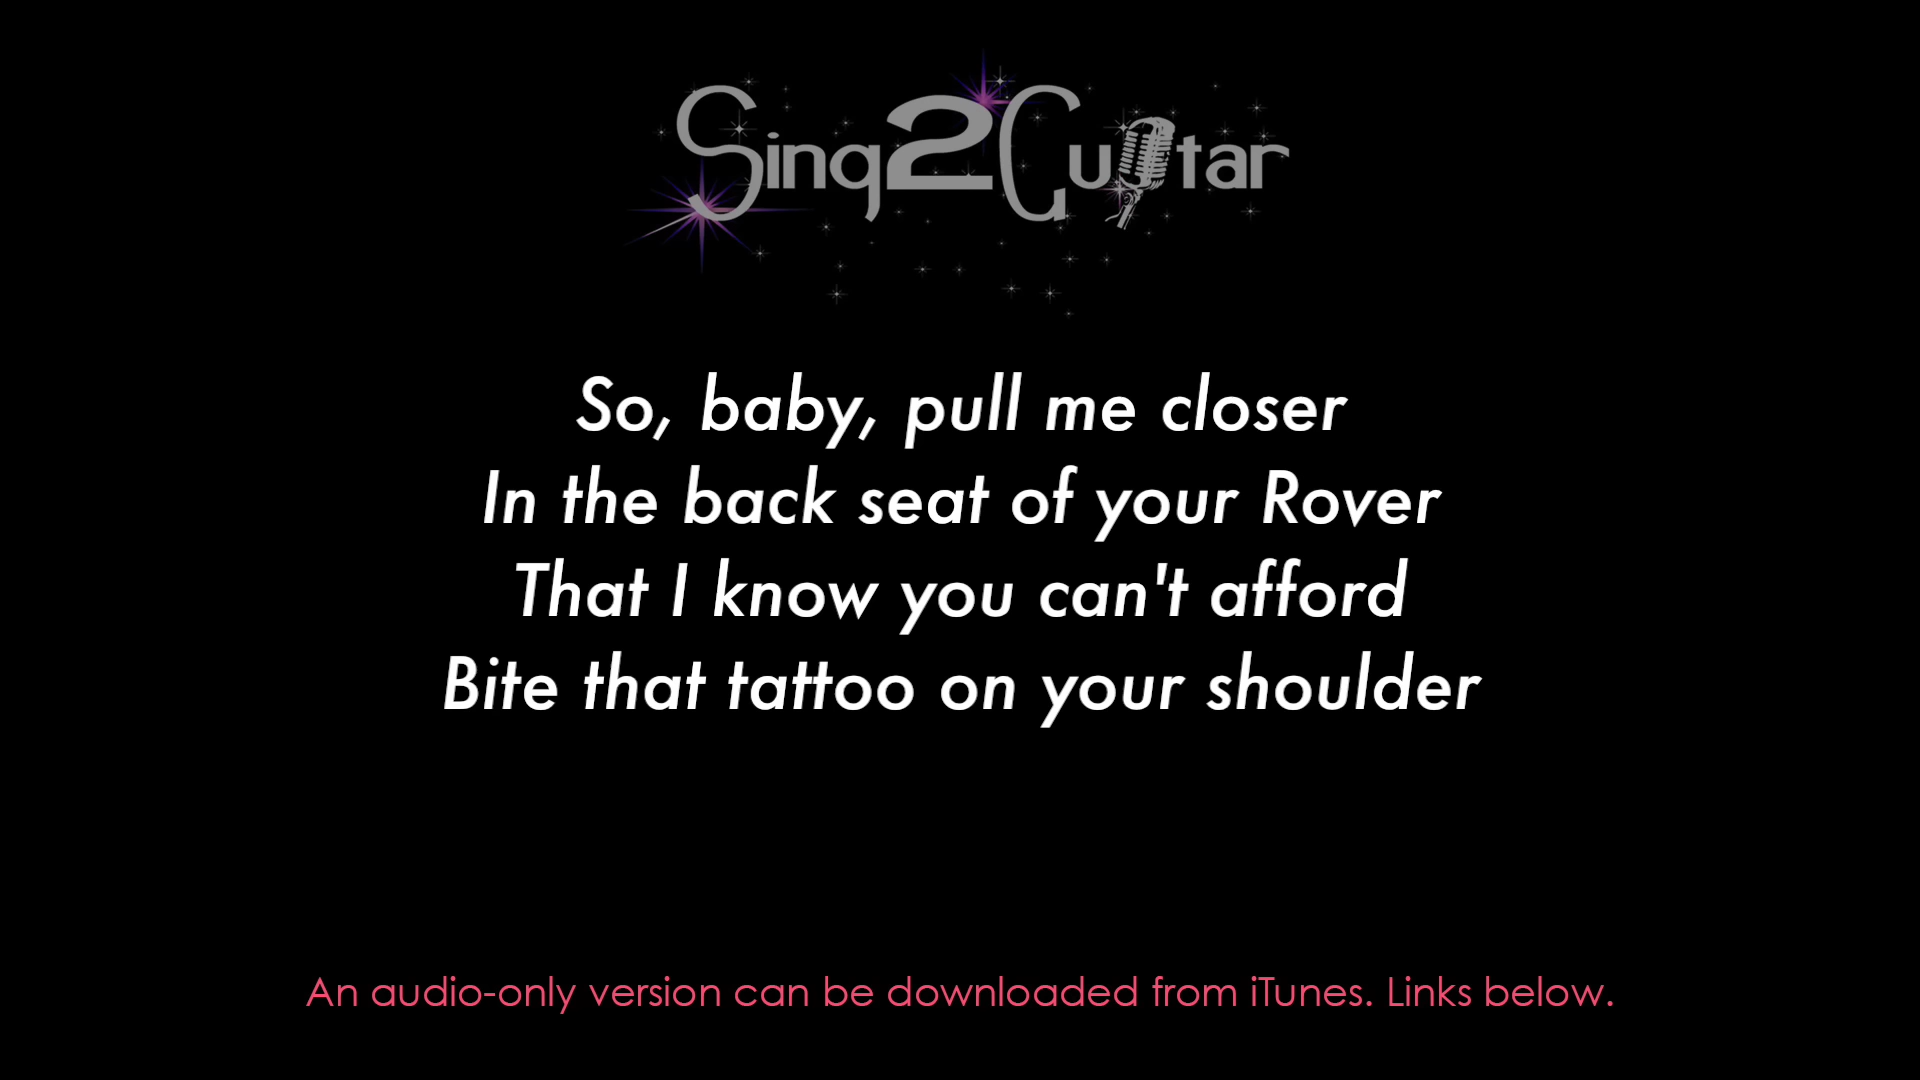 Sing2Guitar
So, baby, pull me closer
In the back seat of your Rover
That I know you can't afford
Bite that tattoo on your shoulder
An audio-only version can be downloaded from iTunes. Links below.